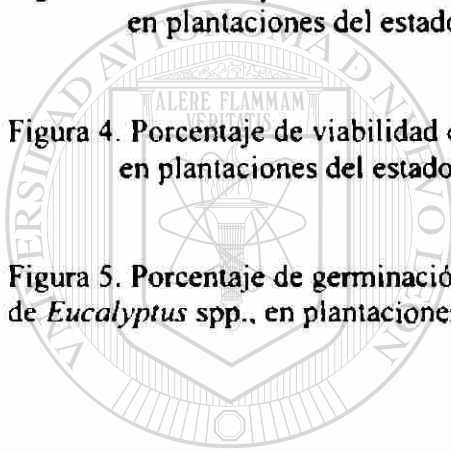 en plantaciones del estado
ALERE FLAMMAM
VERITATIS
Figura 4. Porcentaje de viabilidad
en plantaciones del estado
Figura 5. Porcentaje de germinació
de Eucalyptus spp., en plantacione